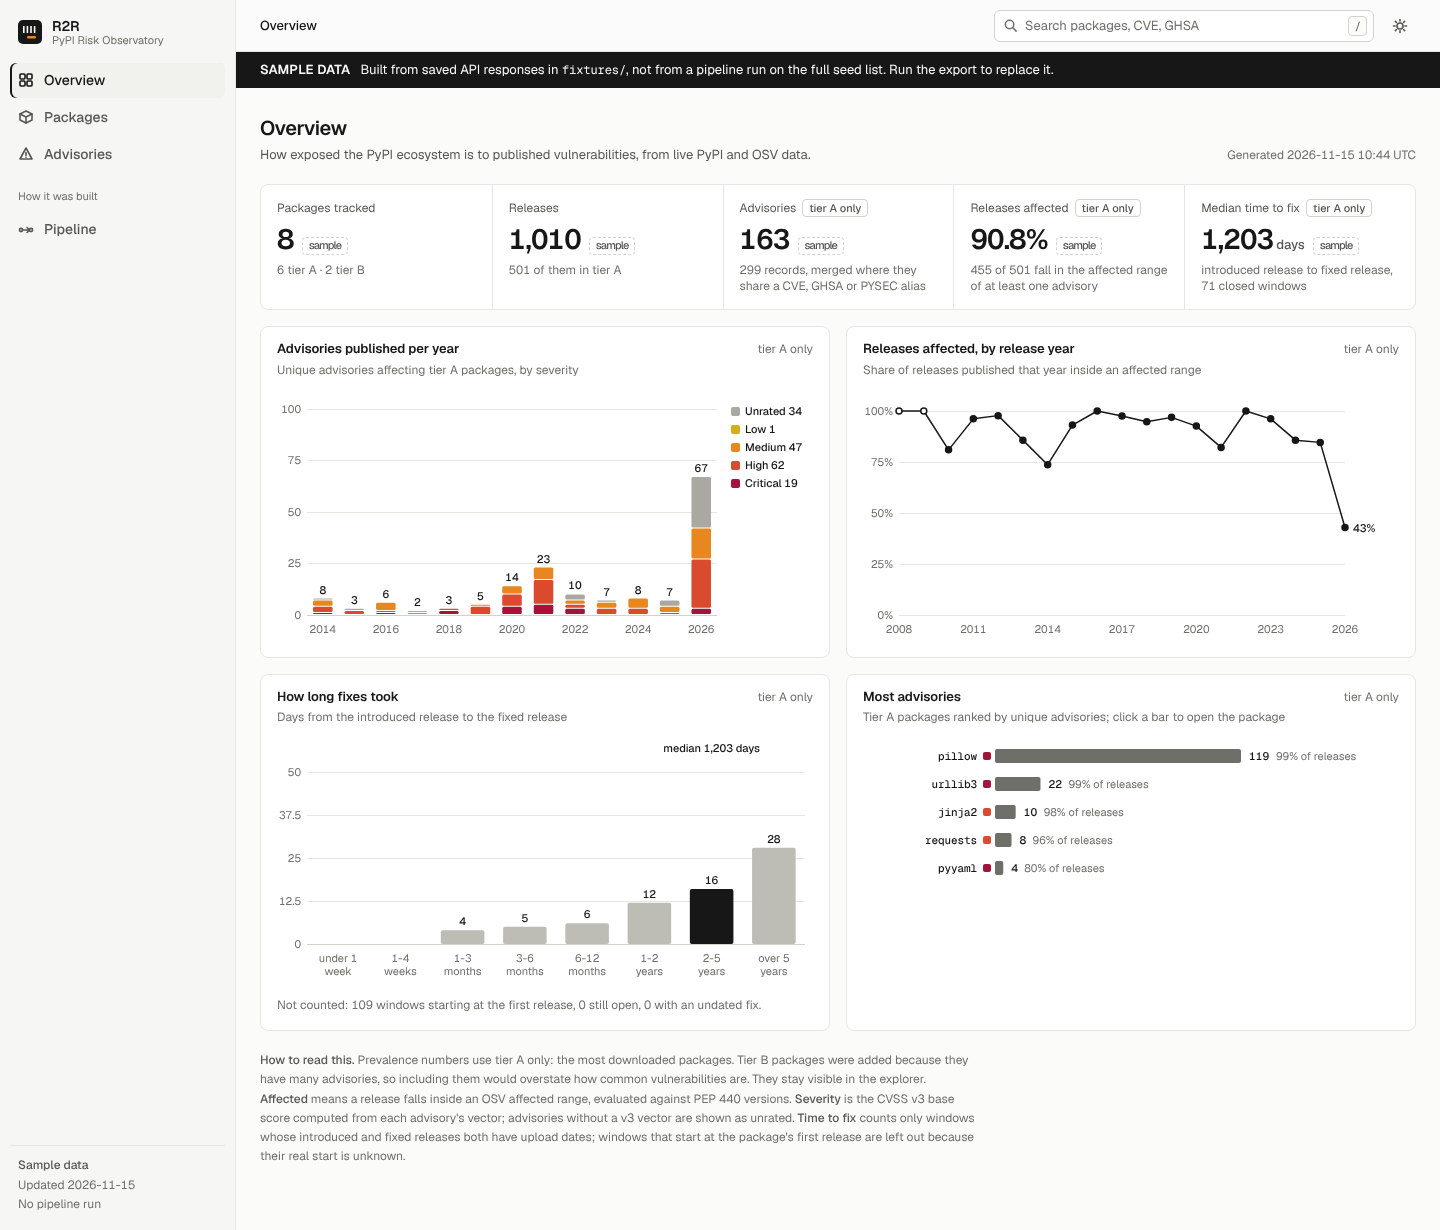 R2R
PyPI Risk Observatory
Overview
Packages
Advisories
How it was built
Pipeline
Sample data
Updated 2026-11-15
No pipeline run
Overview
Search packages, CVE, GHSA
/
SAMPLE DATA Built from saved API responses in fixtures/, not from a pipeline run on the full seed list. Run the export to replace it.
Overview
How exposed the PyPI ecosystem is to published vulnerabilities, from live PyPI and OSV data.
Generated 2026-11-15 10:44 UTC
Packages tracked
8 sample
6 tier A · 2 tier B
Releases
1,010 sample
501 of them in tier A
Advisories tier A only
163 sample
299 records, merged where they
share a CVE, GHSA or PYSEC alias
Releases affected tier A only
90.8% sample
455 of 501 fall in the affected range
of at least one advisory
Median time to fix tier A only
1,203 days sample
introduced release to fixed release,
71 closed windows
Advisories published per year
tier A only
Unique advisories affecting tier A packages, by severity
100
75
50
25
0
8
3
6
2
3
5
14
23
10
7
8
7
67
2014
2016
2018
2020
2022
2024
2026
Unrated 34
Low 1
Medium 47
High 62
Critical 19
Releases affected, by release year
tier A only
Share of releases published that year inside an affected range
100%
75%
50%
25%
0%
43%
2008
2011
2014
2017
2020
2023
2026
How long fixes took
tier A only
Days from the introduced release to the fixed release
median 1,203 days
50
37.5
25
12.5
0
4
5
6
12
16
28
under 1
week
1-4
weeks
1-3
months
3-6
months
6-12
months
1-2
years
2-5
years
over 5
years
Not counted: 109 windows starting at the first release, 0 still open, 0 with an undated fix.
Most advisories
tier A only
Tier A packages ranked by unique advisories; click a bar to open the package
pillow 119 99% of releases
urllib3 22 99% of releases
jinja2 10 98% of releases
requests 8 96% of releases
pyyaml 4 80% of releases
How to read this. Prevalence numbers use tier A only: the most downloaded packages. Tier B packages were added because they
have many advisories, so including them would overstate how common vulnerabilities are. They stay visible in the explorer.
Affected means a release falls inside an OSV affected range, evaluated against PEP 440 versions. Severity is the CVSS v3 base
score computed from each advisory's vector; advisories without a v3 vector are shown as unrated. Time to fix counts only windows
whose introduced and fixed releases both have upload dates; windows that start at the package's first release are left out because
their real start is unknown.